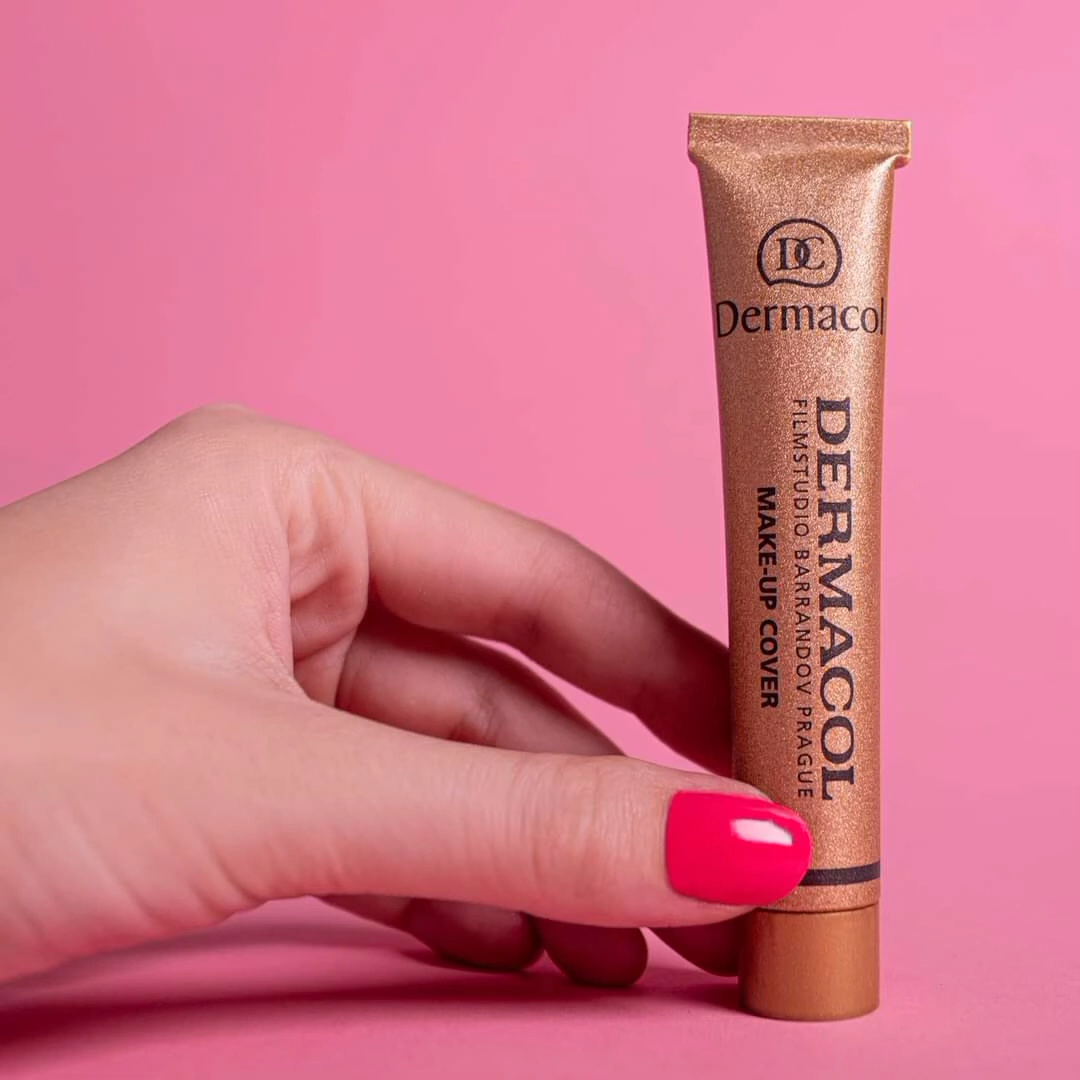 DC
Dermacol
DERMACOL
FILMSTUDIO BARRANDOV PRAGUE
MAKE-UP COVER